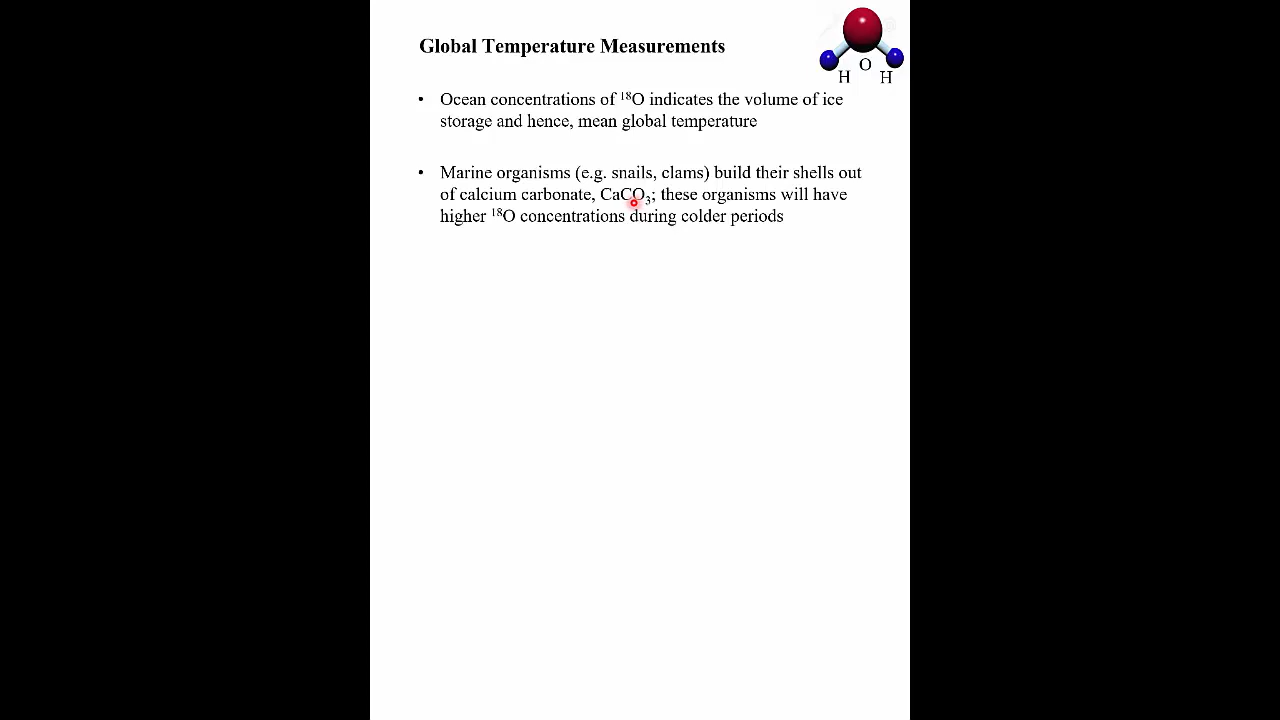 Global Temperature Measurements
O
H
H
• Ocean concentrations of ¹⁸O indicates the volume of ice
storage and hence, mean global temperature
• Marine organisms (e.g. snails, clams) build their shells out
of calcium carbonate, CaCO₃; these organisms will have
higher ¹⁸O concentrations during colder periods